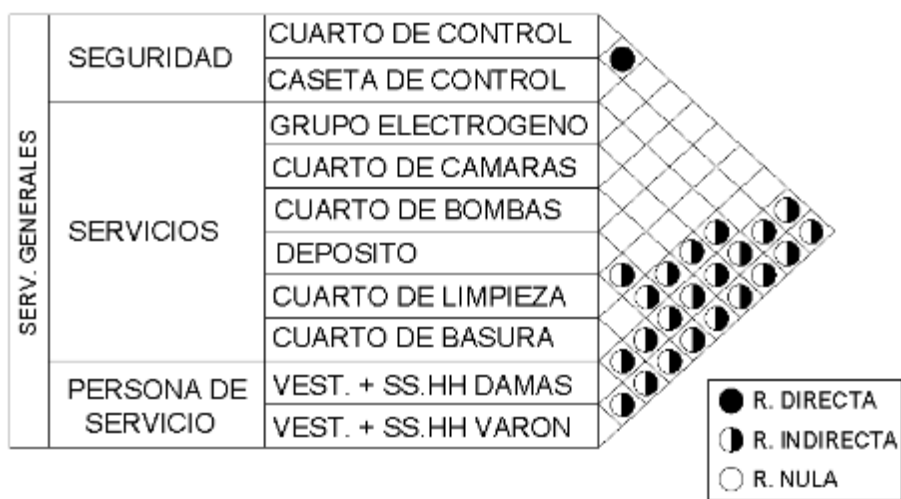 SERV. GENERALES
SEGURIDAD
CUARTO DE CONTROL
CASETA DE CONTROL
SERVICIOS
GRUPO ELECTROGENO
CUARTO DE CAMARAS
CUARTO DE BOMBAS
DEPOSITO
CUARTO DE LIMPIEZA
CUARTO DE BASURA
PERSONA DE
SERVICIO
VEST. + SS.HH DAMAS
VEST. + SS.HH VARON
R. DIRECTA
R. INDIRECTA
R. NULA